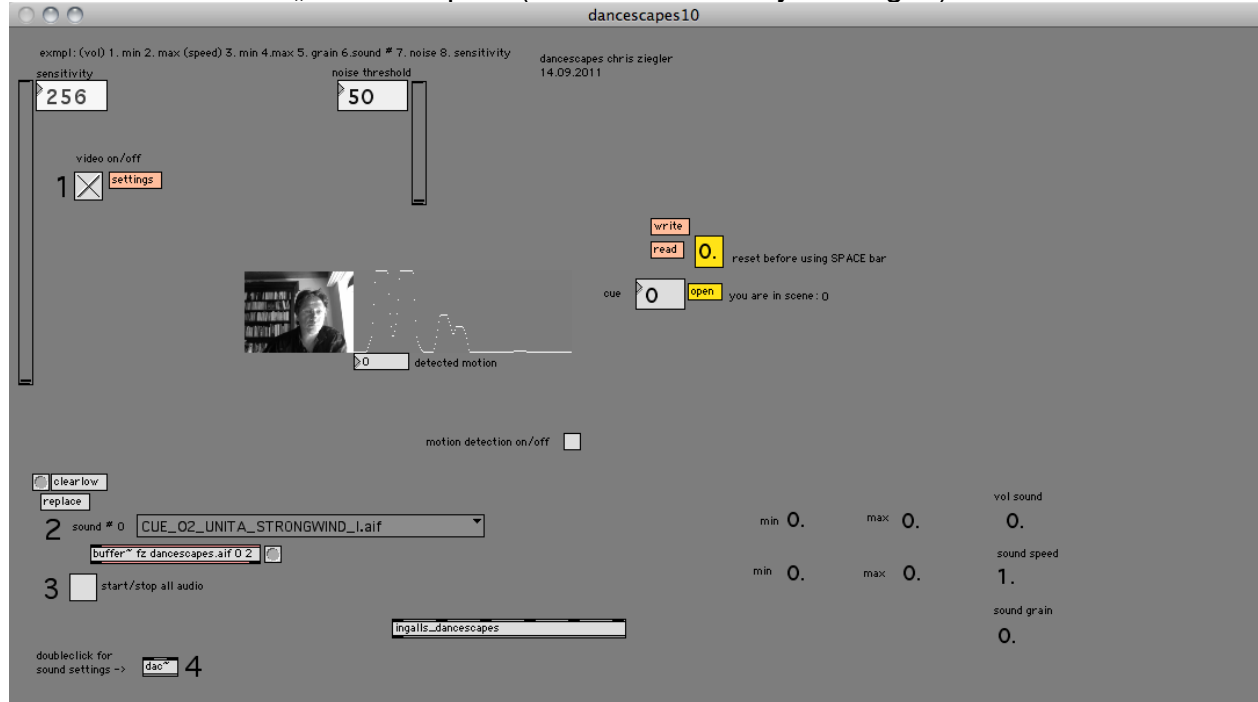 dancescapes10
exmpl: (vol) 1. min 2. max (speed) 3. min 4.max 5. grain 6.sound # 7. noise 8. sensitivity
dancescapes chris ziegler
14.09.2011
sensitivity
256
noise threshold
50
video on/off
1
settings
write
read
0.
reset before using SPACE bar
cue
0
open
you are in scene: 0
0
detected motion
motion detection on/off
clearlow
replace
2
sound # 0
CUE_02_UNITA_STRONGWIND_I.aif
buffer~ fz dancescapes.aif 0 2
3
start/stop all audio
min 0.
max 0.
vol sound
0.
min 0.
max 0.
sound speed
1.
sound grain
0.
ingalls_dancescapes
doubleclick for
sound settings ->
dac~
4